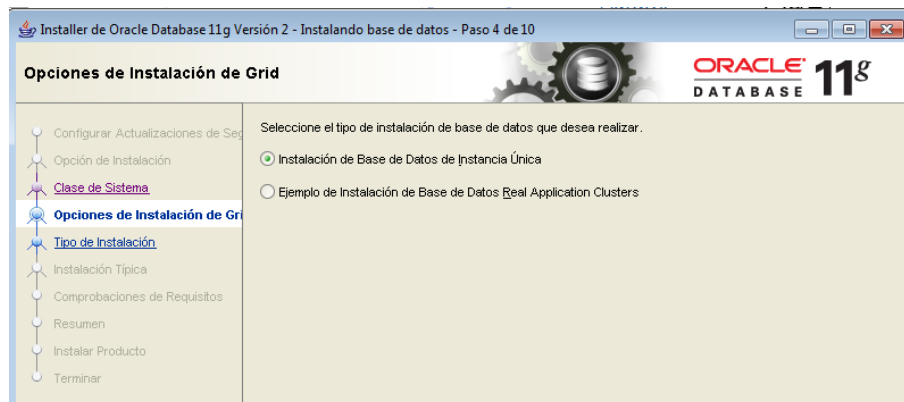 Installer de Oracle Database 11g Versión 2 - Instalando base de datos - Paso 4 de 10
Opciones de Instalación de Grid
ORACLE 11g
DATABASE
Configurar Actualizaciones de Seg
Opción de Instalación
Clase de Sistema
Opciones de Instalación de Gri
Tipo de Instalación
Instalación Típica
Comprobaciones de Requisitos
Resumen
Instalar Producto
Terminar
Seleccione el tipo de instalación de base de datos que desea realizar.
Instalación de Base de Datos de Instancia Única
Ejemplo de Instalación de Base de Datos Real Application Clusters